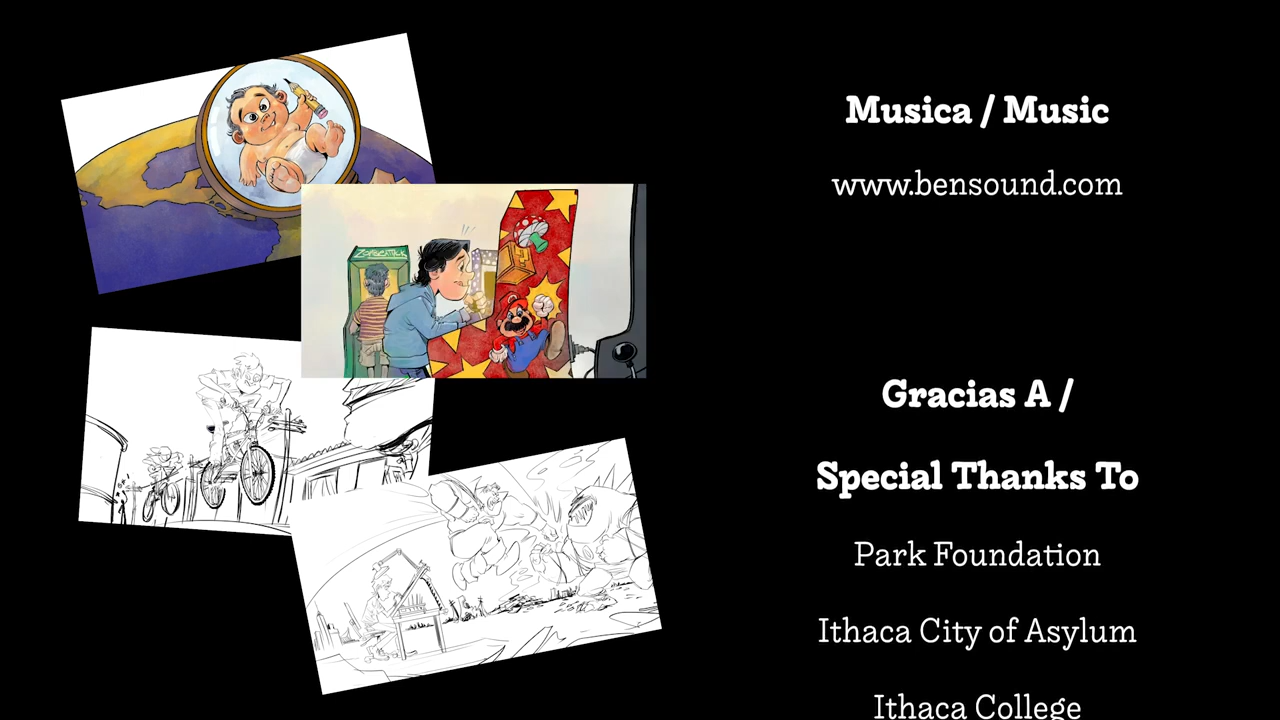 Musica / Music
www.bensound.com
Gracias A /
Special Thanks To
Park Foundation
Ithaca City of Asylum
Ithaca College